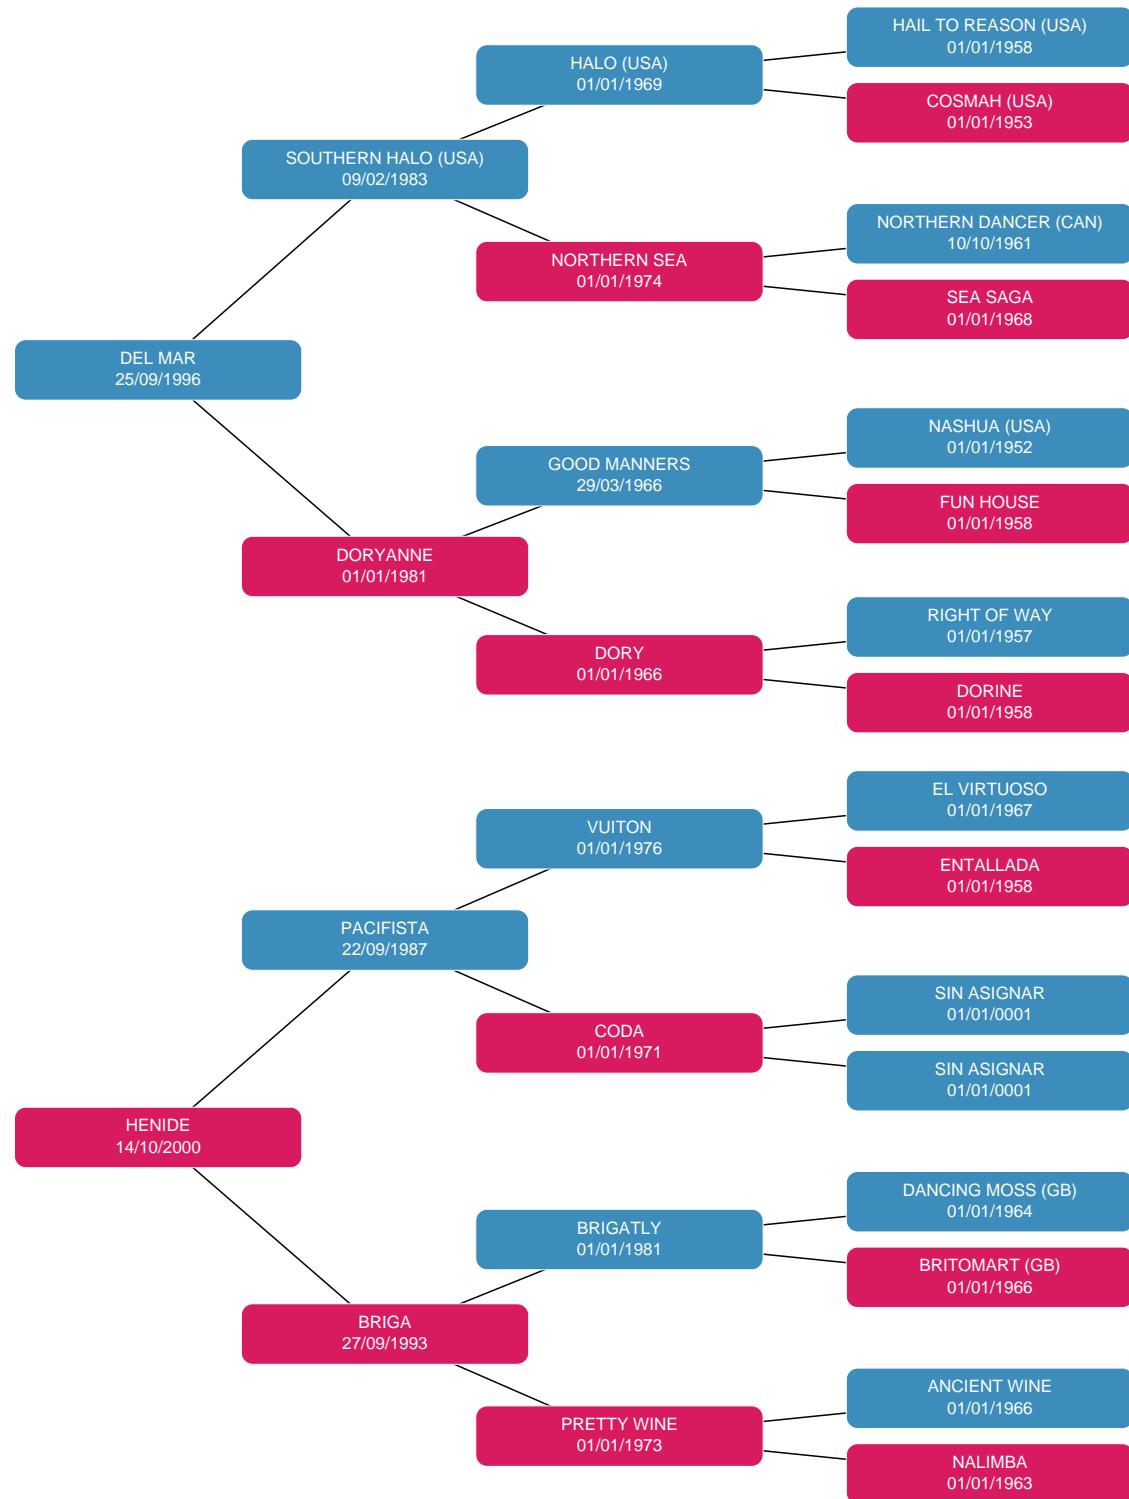 HAIL TO REASON (USA)
01/01/1958
HALO (USA)
01/01/1969
COSMAH (USA)
01/01/1953
SOUTHERN HALO (USA)
09/02/1983
NORTHERN DANCER (CAN)
10/10/1961
NORTHERN SEA
01/01/1974
SEA SAGA
01/01/1968
DEL MAR
25/09/1996
NASHUA (USA)
01/01/1952
GOOD MANNERS
29/03/1966
FUN HOUSE
01/01/1958
DORYANNE
01/01/1981
RIGHT OF WAY
01/01/1957
DORY
01/01/1966
DORINE
01/01/1958
EL VIRTUOSO
01/01/1967
VUITON
01/01/1976
ENTALLADA
01/01/1958
PACIFISTA
22/09/1987
SIN ASIGNAR
01/01/0001
CODA
01/01/1971
SIN ASIGNAR
01/01/0001
HENIDE
14/10/2000
DANCING MOSS (GB)
01/01/1964
BRIGATLY
01/01/1981
BRITOMART (GB)
01/01/1966
BRIGA
27/09/1993
ANCIENT WINE
01/01/1966
PRETTY WINE
01/01/1973
NALIMBA
01/01/1963